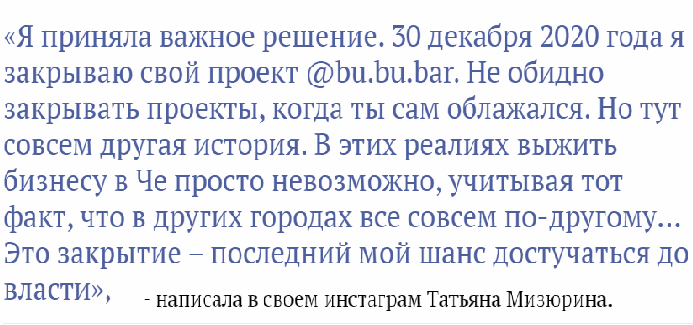 «Я приняла важное решение. 30 декабря 2020 года я
закрываю свой проект @bu.bu.bar. Не обидно
закрывать проекты, когда ты сам облажался. Но тут
совсем другая история. В этих реалиях выжить
бизнесу в Че просто невозможно, учитывая тот
факт, что в других городах все совсем по-другому...
Это закрытие – последний мой шанс достучаться до
власти», - написала в своем инстаграм Татьяна Мизюрина.